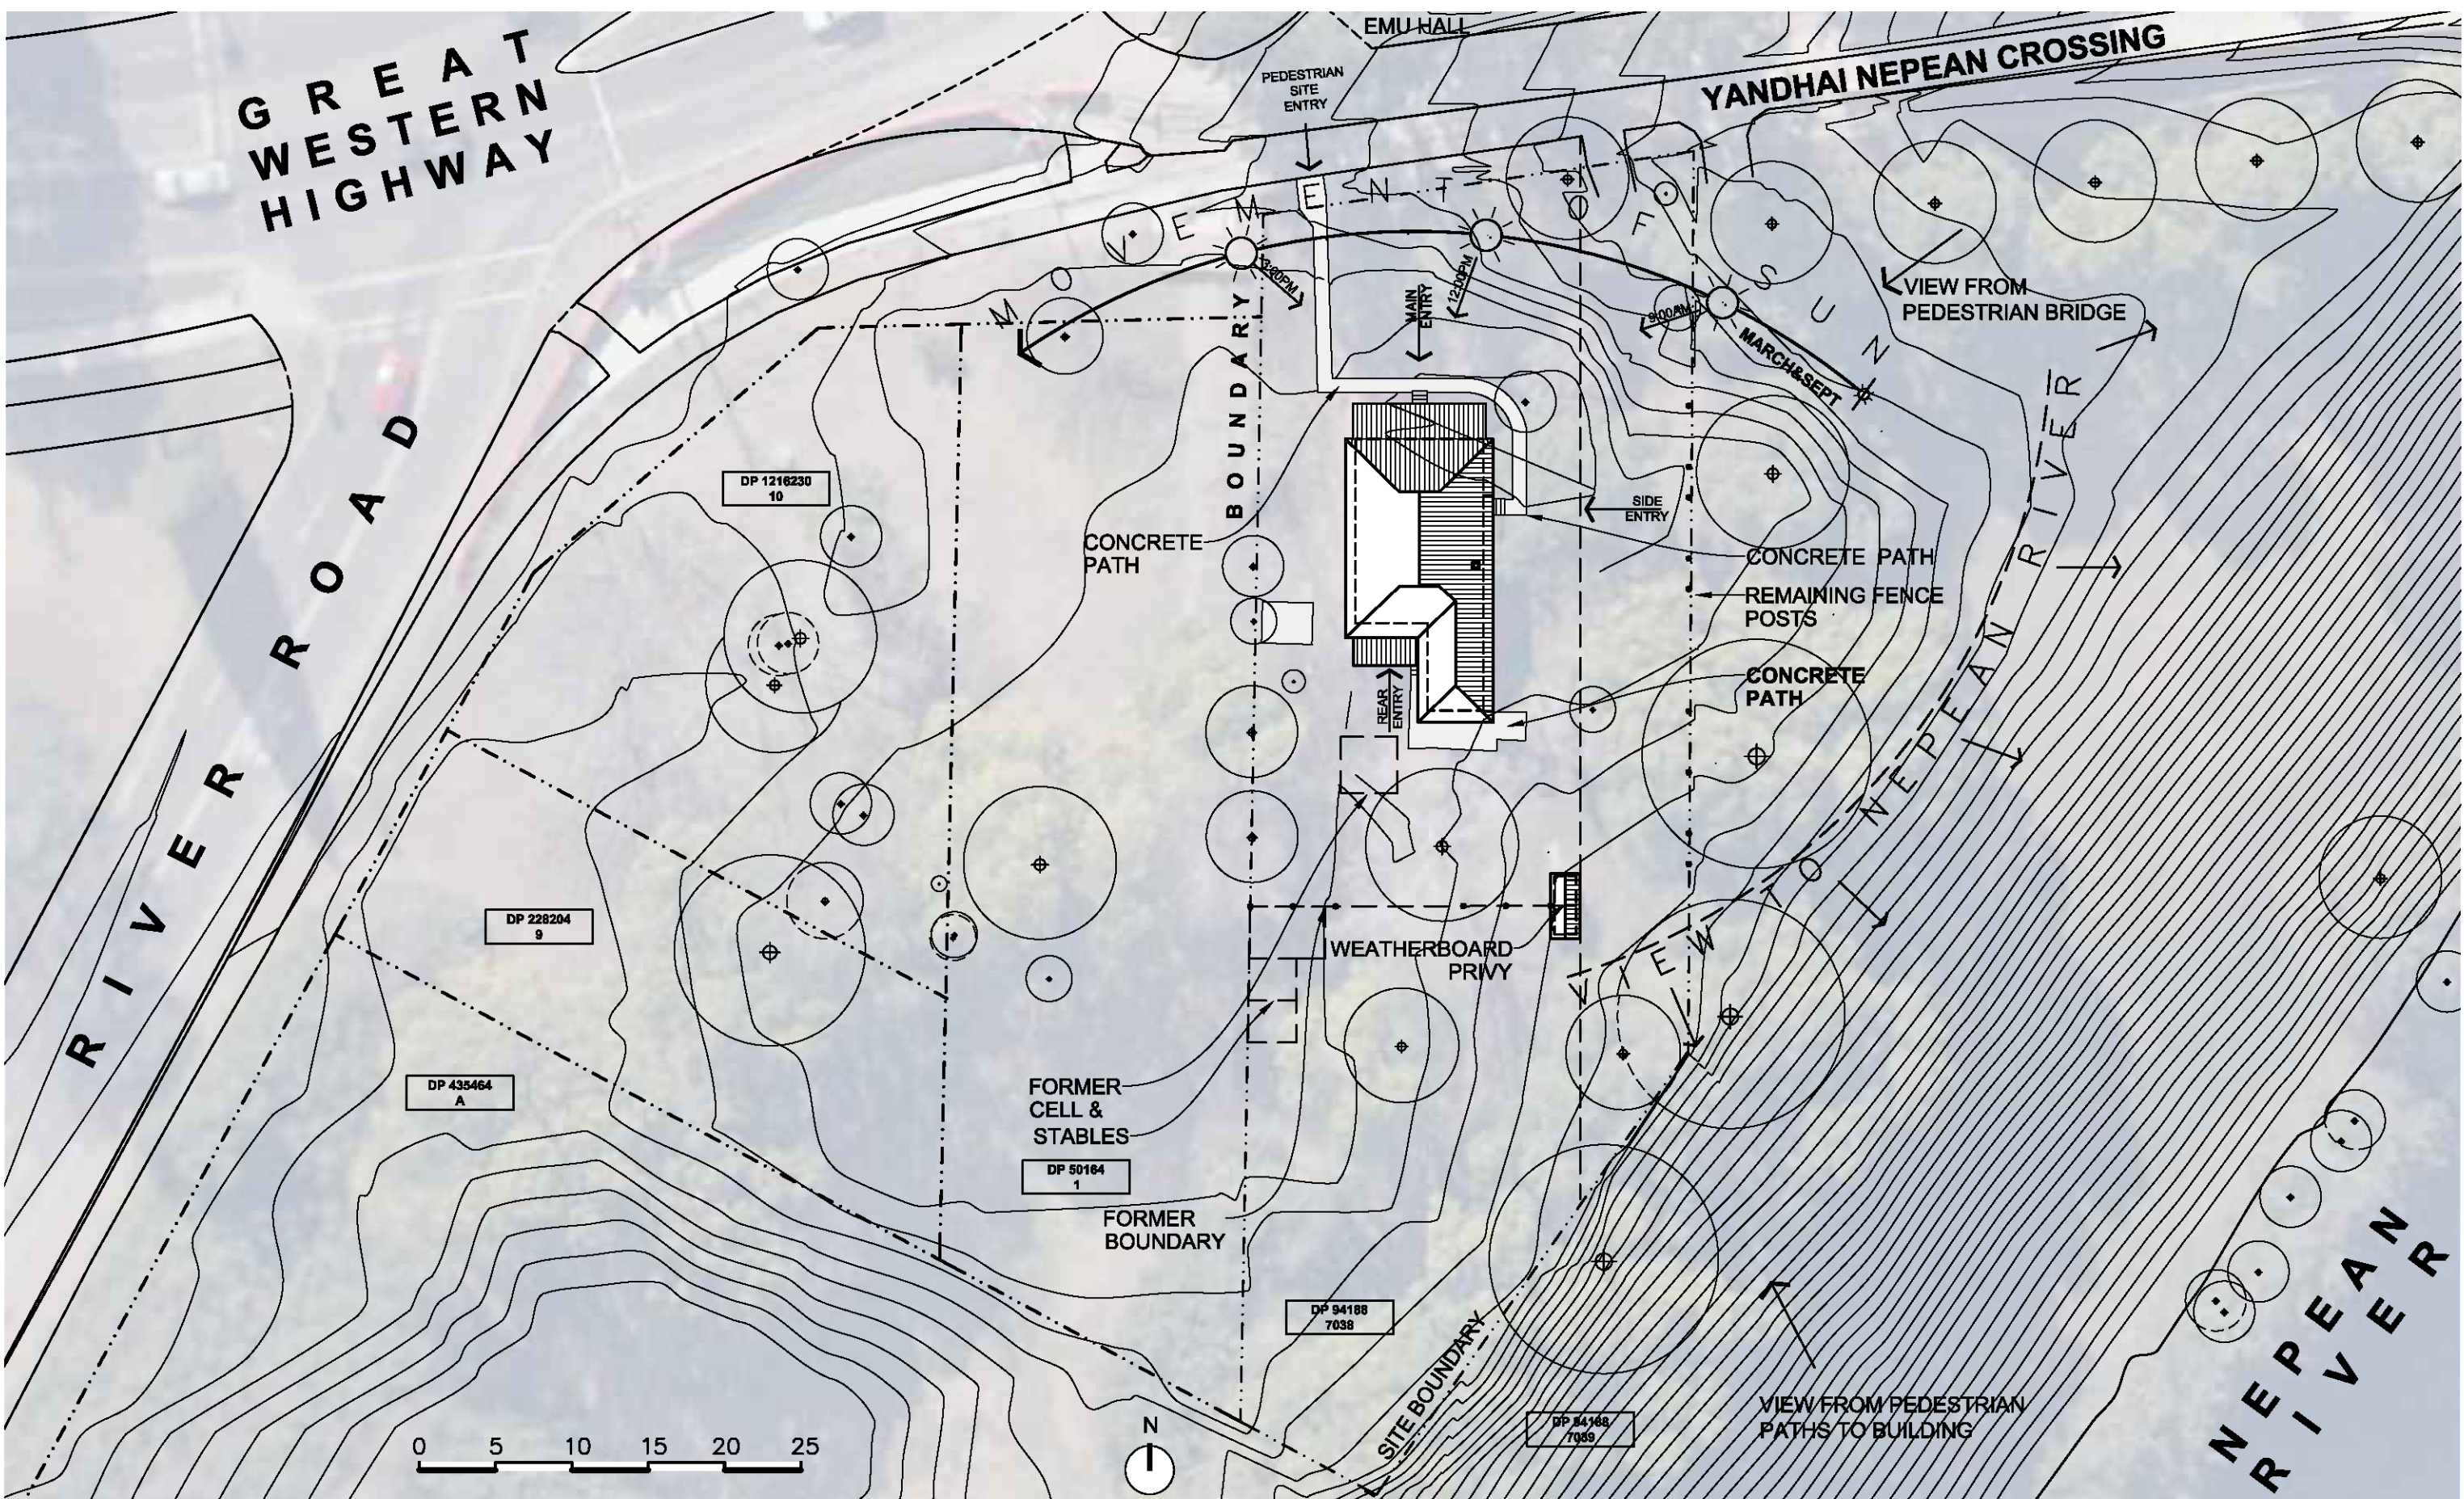 EMU HALL
GREAT
WESTERN
HIGHWAY
YANDHAI NEPEAN CROSSING
PEDESTRIAN
SITE
ENTRY
MOVEMENT OF SUN
3:00PM
12:00PM
9:00AM
MARCH&SEPT
MAIN
ENTRY
VIEW FROM
PEDESTRIAN BRIDGE
BOUNDARY
RIVER ROAD
DP 1216230
10
CONCRETE
PATH
SIDE
ENTRY
CONCRETE PATH
REMAINING FENCE
POSTS
CONCRETE
PATH
REAR
ENTRY
VIEW TO NEPEAN RIVER
DP 228204
9
WEATHERBOARD
PRIVY
DP 435464
A
FORMER
CELL &
STABLES
DP 50164
1
FORMER
BOUNDARY
DP 94188
7038
SITE BOUNDARY
DP 94188
7039
VIEW FROM PEDESTRIAN
PATHS TO BUILDING
NEPEAN
RIVER
0 5 10 15 20 25
N